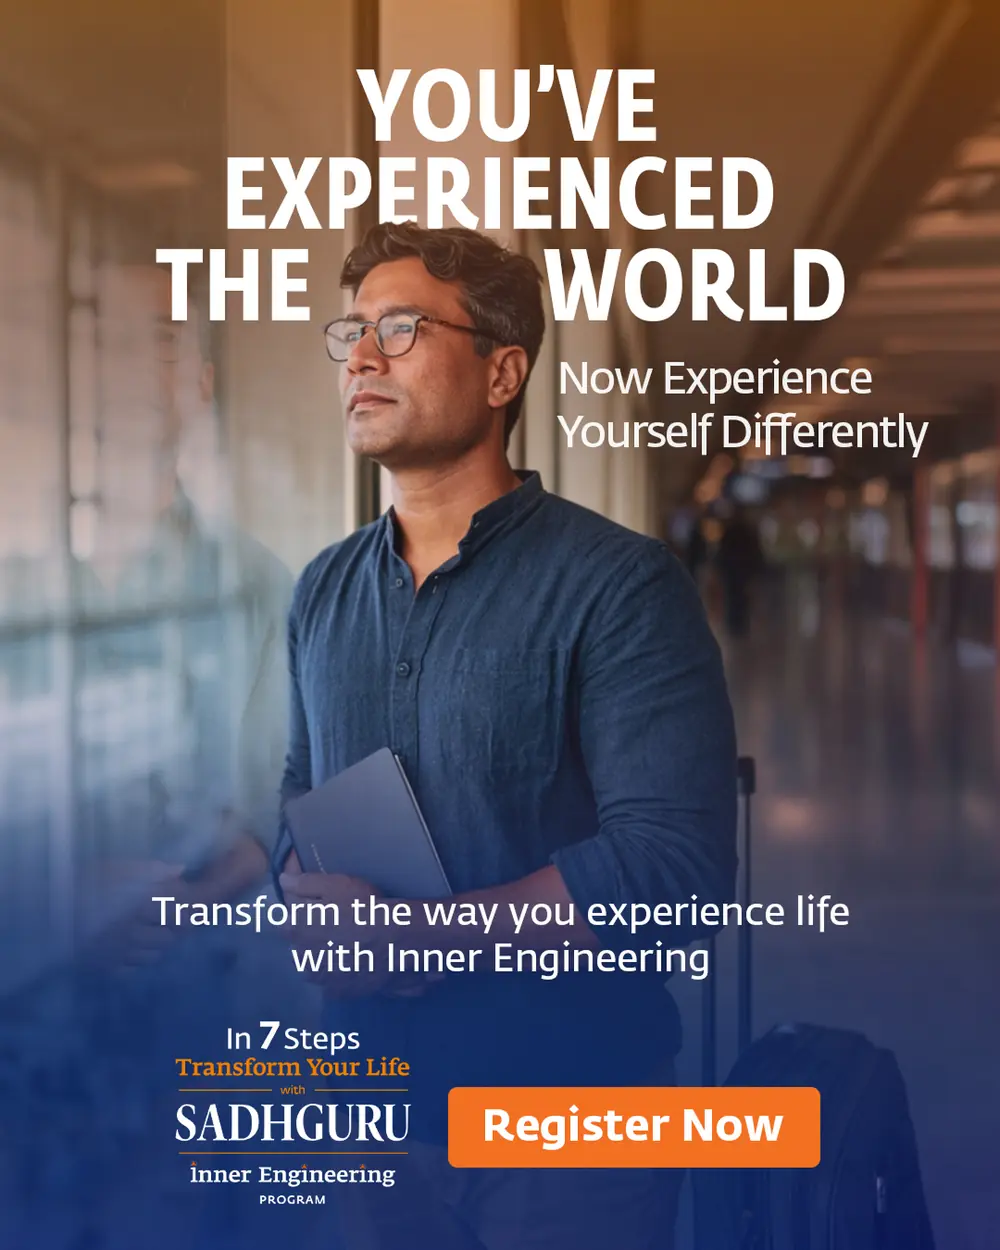 YOU'VE
EXPERIENCED
THE WORLD
Now Experience
Yourself Differently
Transform the way you experience life
with Inner Engineering
In 7 Steps
Transform Your Life
with
SADHGURU
Inner Engineering
PROGRAM
Register Now